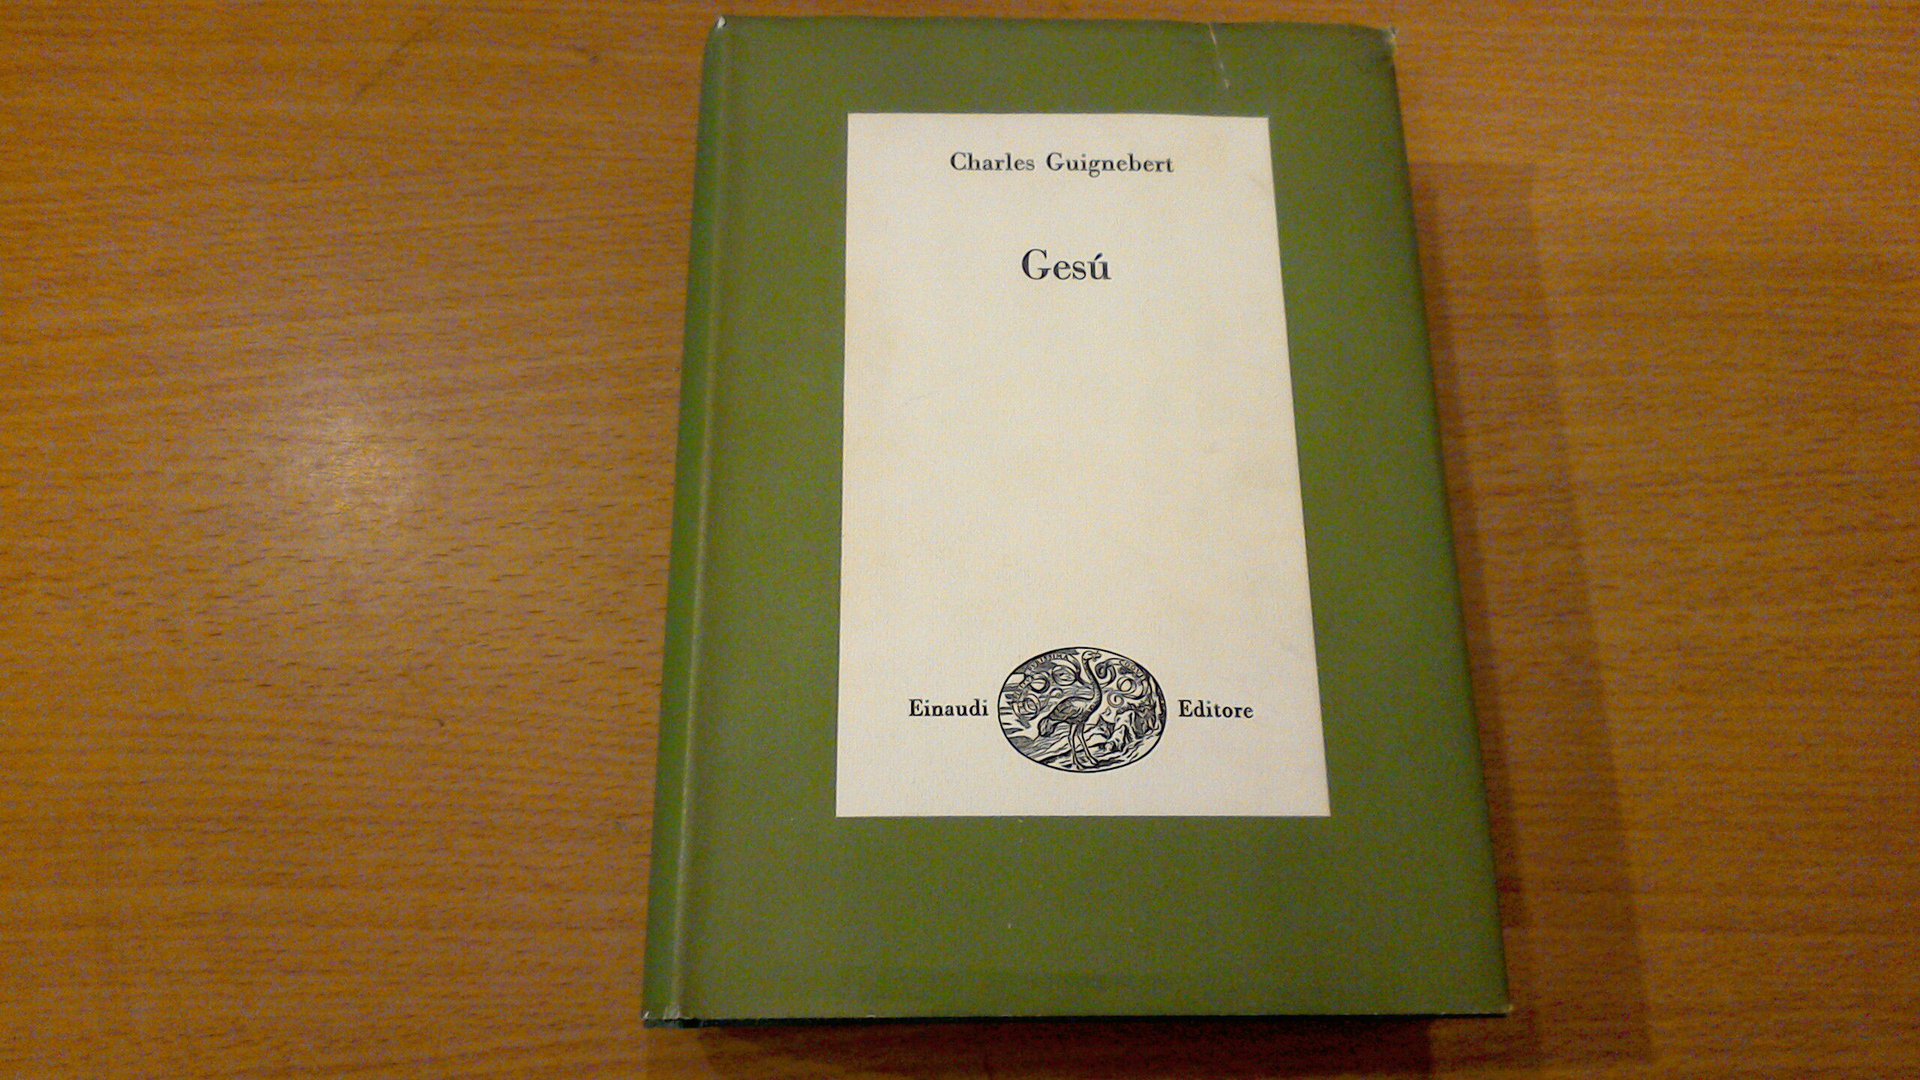 Charles Guignebert
Gesú
Einaudi Editore